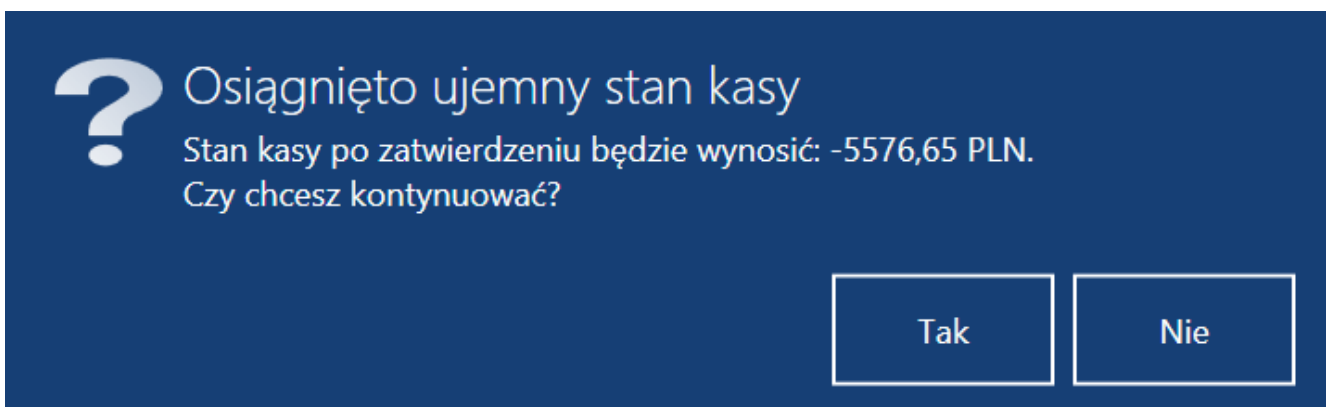 Osiągnięto ujemny stan kasy
Stan kasy po zatwierdzeniu będzie wynosić: -5576,65 PLN.
Czy chcesz kontynuować?
Tak
Nie